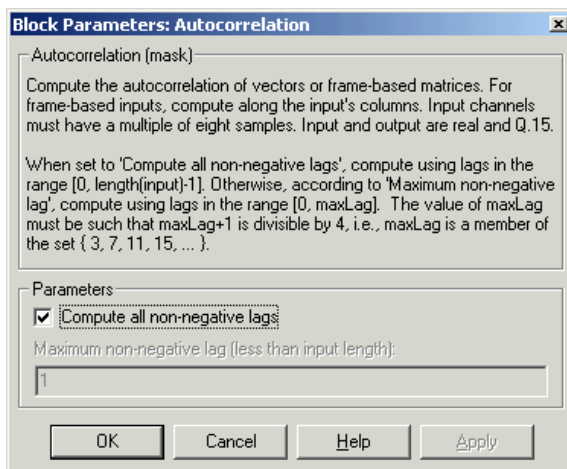 Block Parameters: Autocorrelation
Autocorrelation (mask)
Compute the autocorrelation of vectors or frame-based matrices. For
frame-based inputs, compute along the input's columns. Input channels
must have a multiple of eight samples. Input and output are real and Q.15.
When set to 'Compute all non-negative lags', compute using lags in the
range [0, length(input)-1]. Otherwise, according to 'Maximum non-negative
lag', compute using lags in the range [0, maxLag]. The value of maxLag
must be such that maxLag+1 is divisible by 4, i.e., maxLag is a member of
the set { 3, 7, 11, 15, ... }.
Parameters
Compute all non-negative lags
Maximum non-negative lag (less than input length):
1
OK Cancel Help Apply